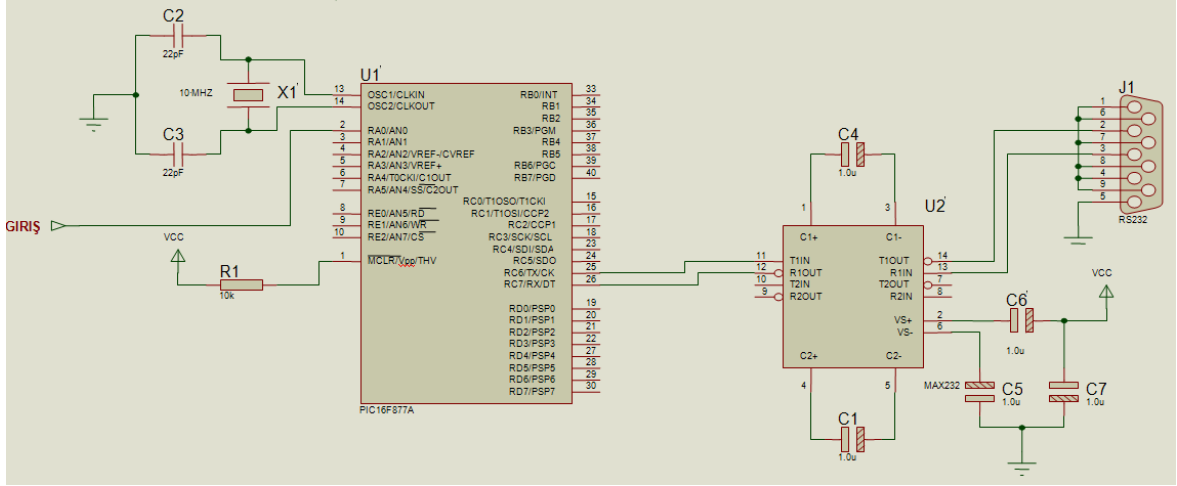 C2
22pF
10 MHZ
X1'
C3
22pF
GIRIŞ
VCC
R1
10k
U1'
13 OSC1/CLKIN
14 OSC2/CLKOUT
2 RA0/AN0
3 RA1/AN1
4 RA2/AN2/VREF-/CVREF
5 RA3/AN3/VREF+
6 RA4/T0CKI/C1OUT
7 RA5/AN4/SS/C2OUT
8 RE0/AN5/RD
9 RE1/AN6/WR
10 RE2/AN7/CS
1 MCLR/Vpp/THV
RB0/INT 33
RB1 34
RB2 35
RB3/PGM 36
RB4 37
RB5 38
RB6/PGC 39
RB7/PGD 40
RC0/T1OSO/T1CKI 15
RC1/T1OSI/CCP2 16
RC2/CCP1 17
RC3/SCK/SCL 18
RC4/SDI/SDA 23
RC5/SDO 24
RC6/TX/CK 25
RC7/RX/DT 26
RD0/PSP0 19
RD1/PSP1 20
RD2/PSP2 21
RD3/PSP3 22
RD4/PSP4 27
RD5/PSP5 28
RD6/PSP6 29
RD7/PSP7 30
PIC16F877A
C4
1.0u
1 3
U2'
C1+ C1-
11 T1IN
12 R1OUT
10 T2IN
9 R2OUT
T1OUT 14
R1IN 13
T2OUT 7
R2IN 8
VS+ 2
VS- 6
C2+ C2-
4 5
MAX232
C1
1.0u
C6'
1.0u
VCC
C5
1.0u
C7
1.0u
J1
1
6
2
7
3
8
4
9
5
RS232